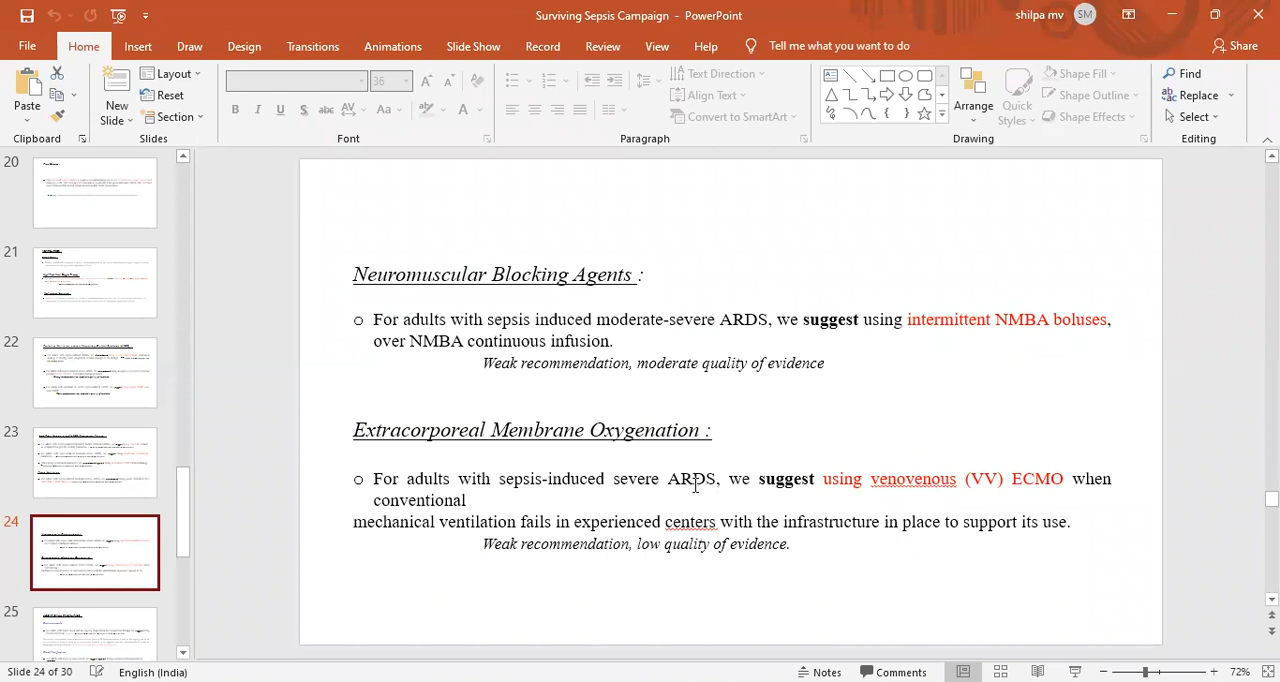 Surviving Sepsis Campaign - PowerPoint
shilpa mv SM
File Home Insert Draw Design Transitions Animations Slide Show Record Review View Help Tell me what you want to do Share
Paste
New Slide
Layout
Reset
Section
36
B I U S abc AV Aa A
Text Direction
Align Text
Convert to SmartArt
Arrange
Quick Styles
Shape Fill
Shape Outline
Shape Effects
Find
Replace
Select
Clipboard Slides Font Paragraph Drawing Editing
20
21
22
23
24
25
Neuromuscular Blocking Agents :
o For adults with sepsis induced moderate-severe ARDS, we suggest using intermittent NMBA boluses,
over NMBA continuous infusion.
Weak recommendation, moderate quality of evidence
Extracorporeal Membrane Oxygenation :
o For adults with sepsis-induced severe ARDS, we suggest using venovenous (VV) ECMO when
conventional
mechanical ventilation fails in experienced centers with the infrastructure in place to support its use.
Weak recommendation, low quality of evidence.
Slide 24 of 30 English (India) Notes Comments 72%